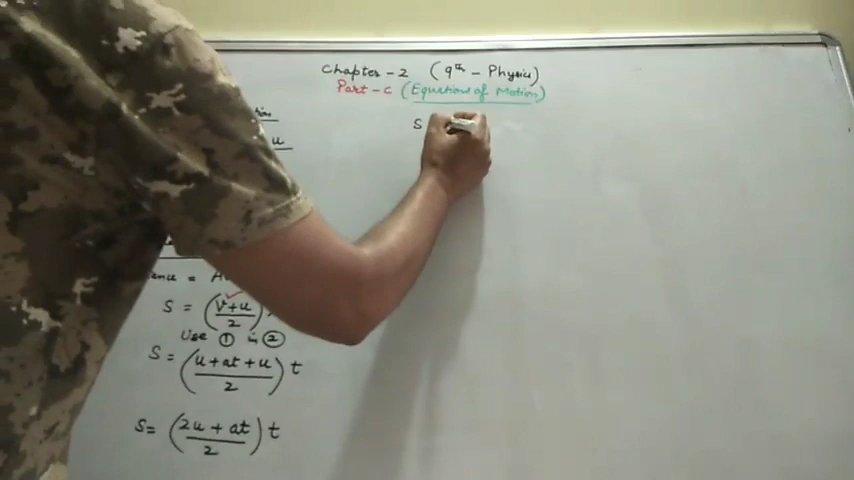 Chapter - 2 (9th - Physics)
Part - C (Equations of Motion)
u
S
S = (V+u/2)
Use ① in ②
S = (u+at+u/2) t
S = (2u+at/2) t